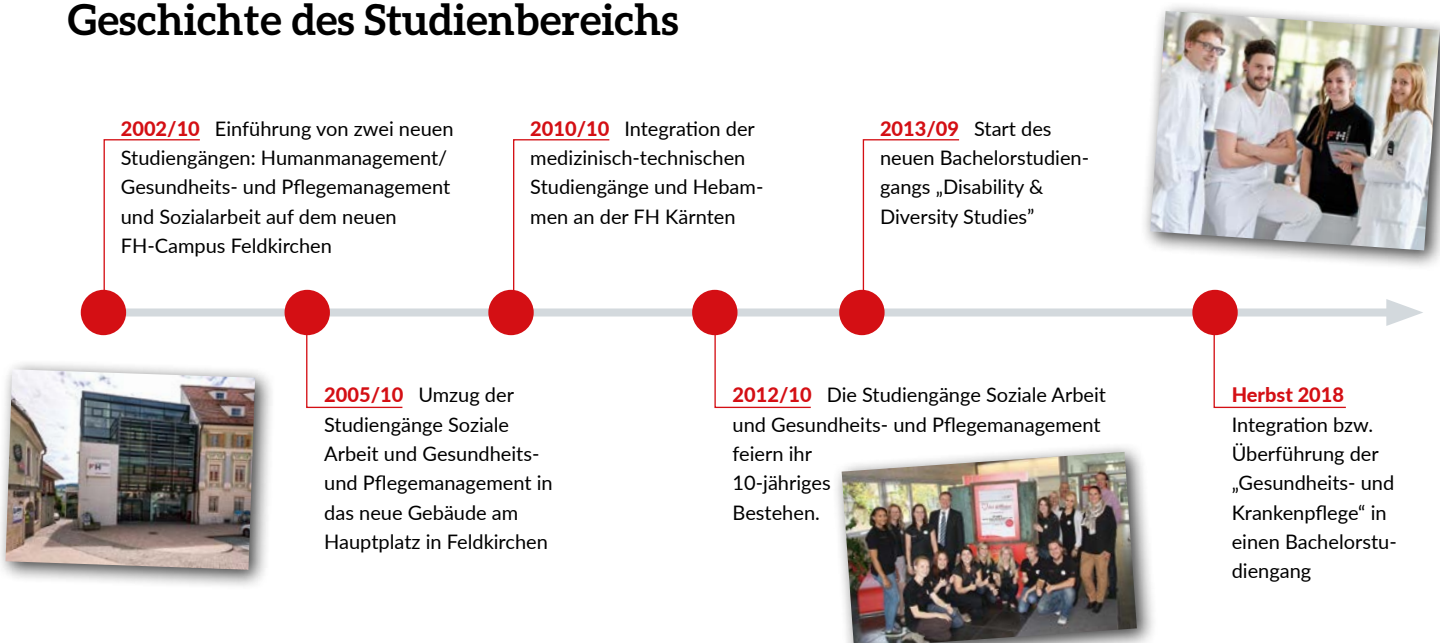 Geschichte des Studienbereichs
2002/10 Einführung von zwei neuen
Studiengängen: Humanmanagement/
Gesundheits- und Pflegemanagement
und Sozialarbeit auf dem neuen
FH-Campus Feldkirchen
2005/10 Umzug der
Studiengänge Soziale
Arbeit und Gesundheits-
und Pflegemanagement in
das neue Gebäude am
Hauptplatz in Feldkirchen
2010/10 Integration der
medizinisch-technischen
Studiengänge und Hebam-
men an der FH Kärnten
2012/10 Die Studiengänge Soziale Arbeit
und Gesundheits- und Pflegemanagement
feiern ihr
10-jähriges
Bestehen.
2013/09 Start des
neuen Bachelorstudien-
gangs „Disability &
Diversity Studies”
Herbst 2018
Integration bzw.
Überführung der
„Gesundheits- und
Krankenpflege“ in
einen Bachelorstu-
diengang
FH
FH